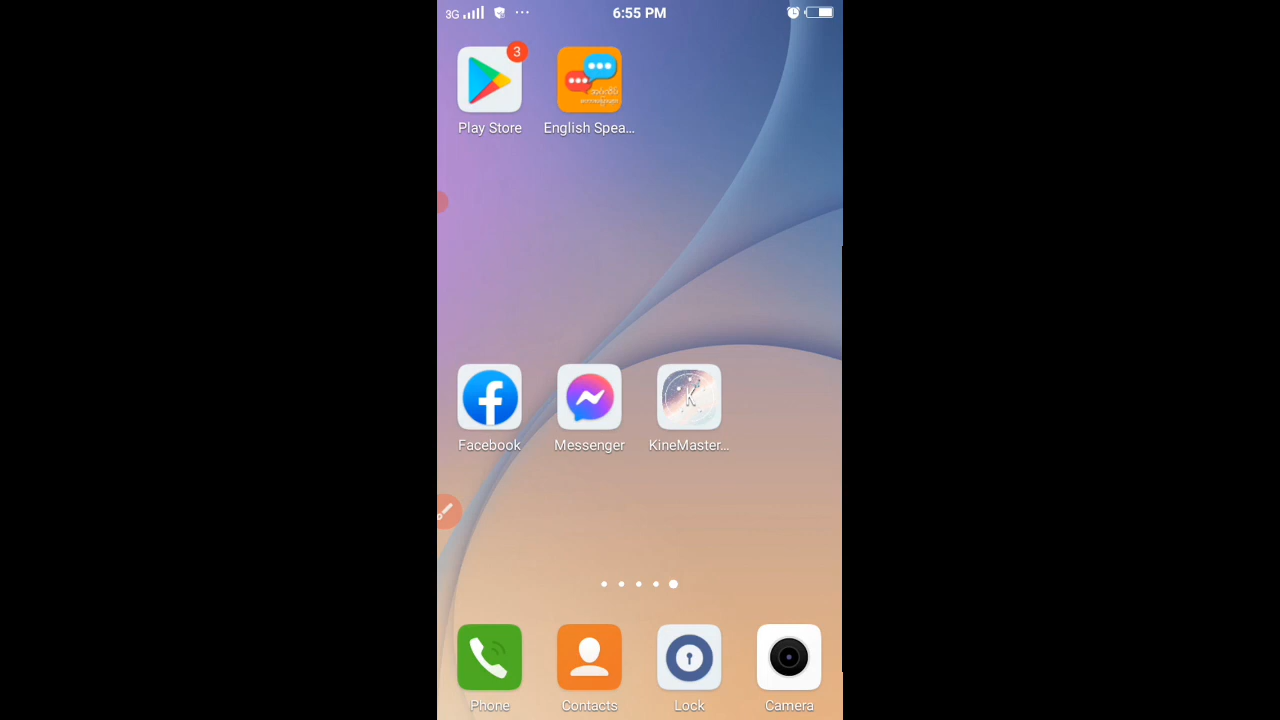 3G
6:55 PM
3
Play Store
English Spea...
Facebook
Messenger
K
KineMaster...
Phone
Contacts
Lock
Camera